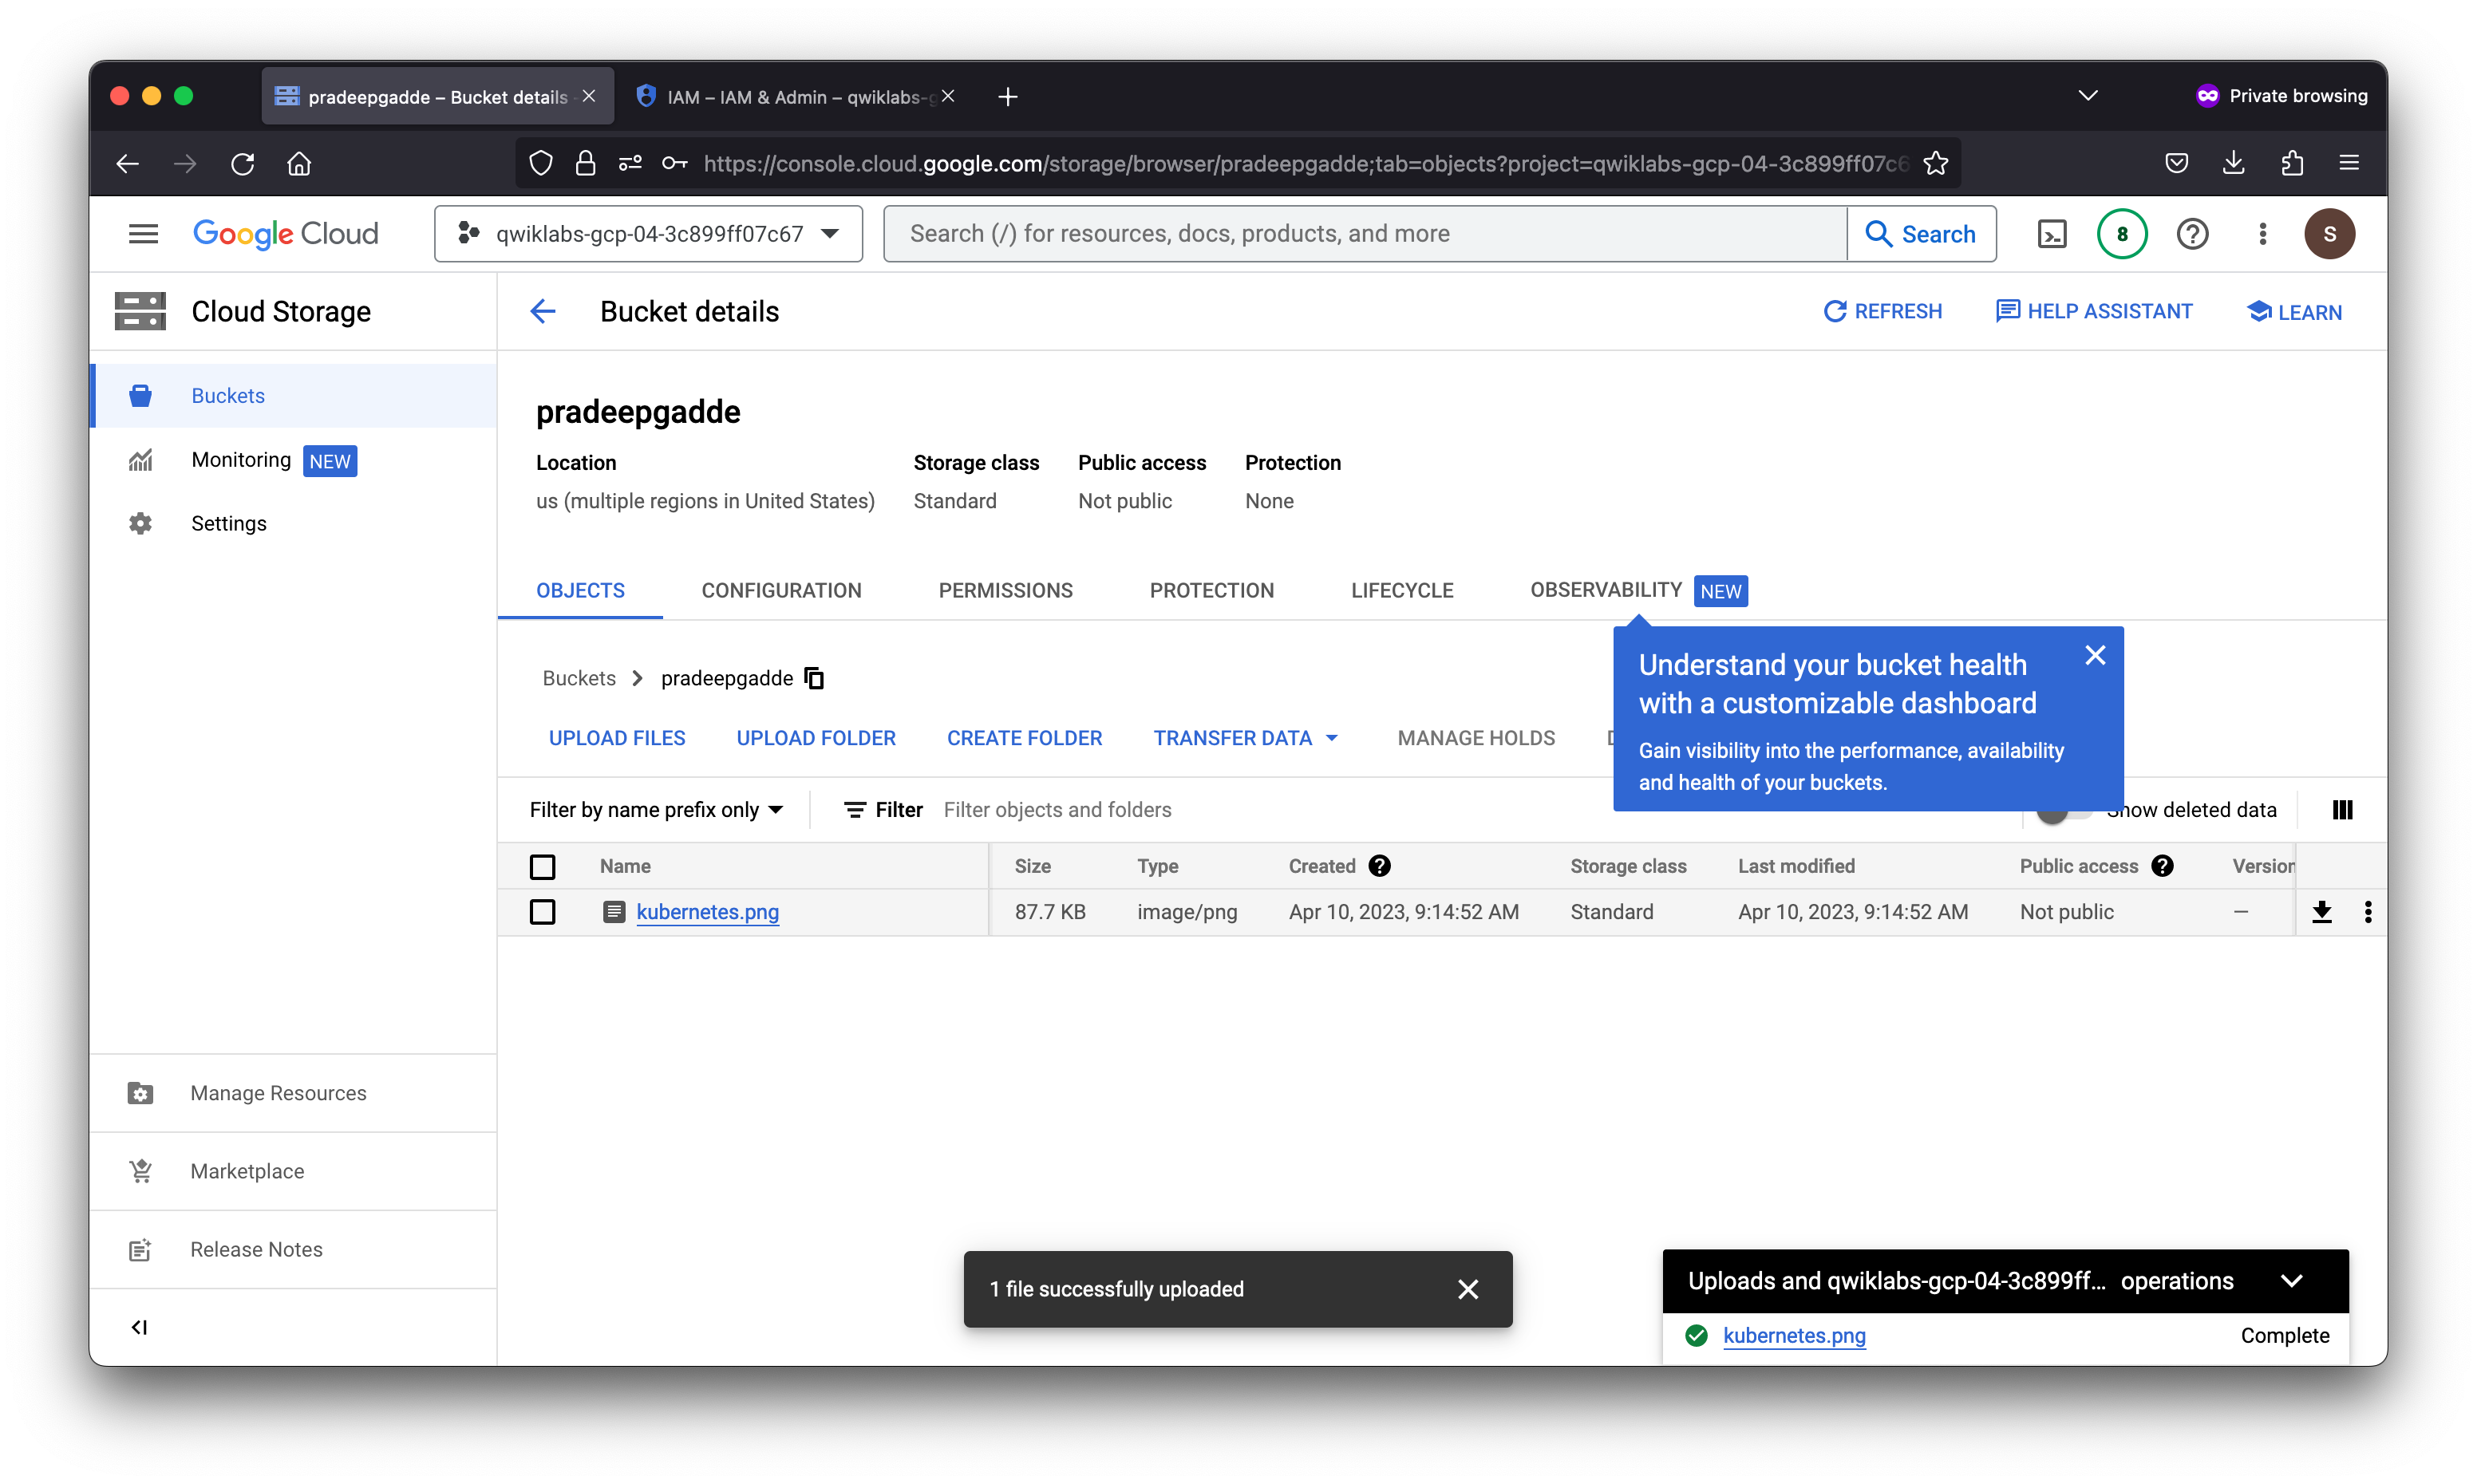 pradeepgadde – Bucket details
IAM – IAM & Admin – qwiklabs-g
Private browsing
https://console.cloud.google.com/storage/browser/pradeepgadde;tab=objects?project=qwiklabs-gcp-04-3c899ff07c6
Google Cloud
qwiklabs-gcp-04-3c899ff07c67
Search (/) for resources, docs, products, and more
Search
8
S
Cloud Storage
Bucket details
REFRESH
HELP ASSISTANT
LEARN
Buckets
Monitoring NEW
Settings
pradeepgadde
Location Storage class Public access Protection
us (multiple regions in United States) Standard Not public None
OBJECTS CONFIGURATION PERMISSIONS PROTECTION LIFECYCLE OBSERVABILITY NEW
Understand your bucket health
with a customizable dashboard
Gain visibility into the performance, availability
and health of your buckets.
Buckets > pradeepgadde
UPLOAD FILES UPLOAD FOLDER CREATE FOLDER TRANSFER DATA MANAGE HOLDS
Filter by name prefix only Filter Filter objects and folders Show deleted data
Name Size Type Created Storage class Last modified Public access Version
kubernetes.png 87.7 KB image/png Apr 10, 2023, 9:14:52 AM Standard Apr 10, 2023, 9:14:52 AM Not public —
Manage Resources
Marketplace
Release Notes
1 file successfully uploaded
Uploads and qwiklabs-gcp-04-3c899ff... operations
kubernetes.png Complete